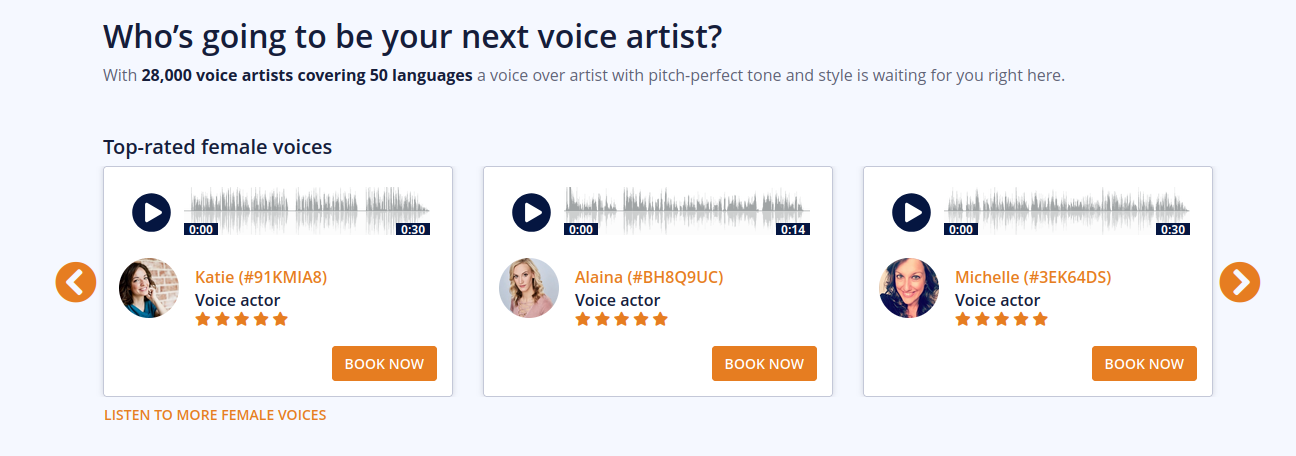 Who’s going to be your next voice artist?
With 28,000 voice artists covering 50 languages a voice over artist with pitch-perfect tone and style is waiting for you right here.
Top-rated female voices
0:00 0:30
Katie (#91KMIA8)
Voice actor
BOOK NOW
0:00 0:14
Alaina (#BH8Q9UC)
Voice actor
BOOK NOW
0:00 0:30
Michelle (#3EK64DS)
Voice actor
BOOK NOW
LISTEN TO MORE FEMALE VOICES